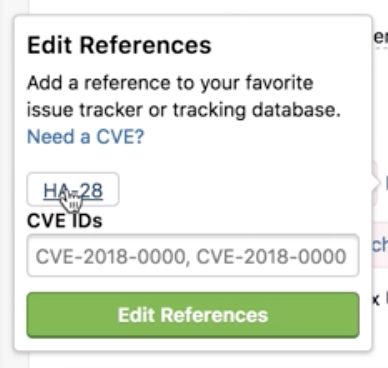 Edit References
Add a reference to your favorite
issue tracker or tracking database.
Need a CVE?
HA-28
CVE IDs
CVE-2018-0000, CVE-2018-0000
Edit References